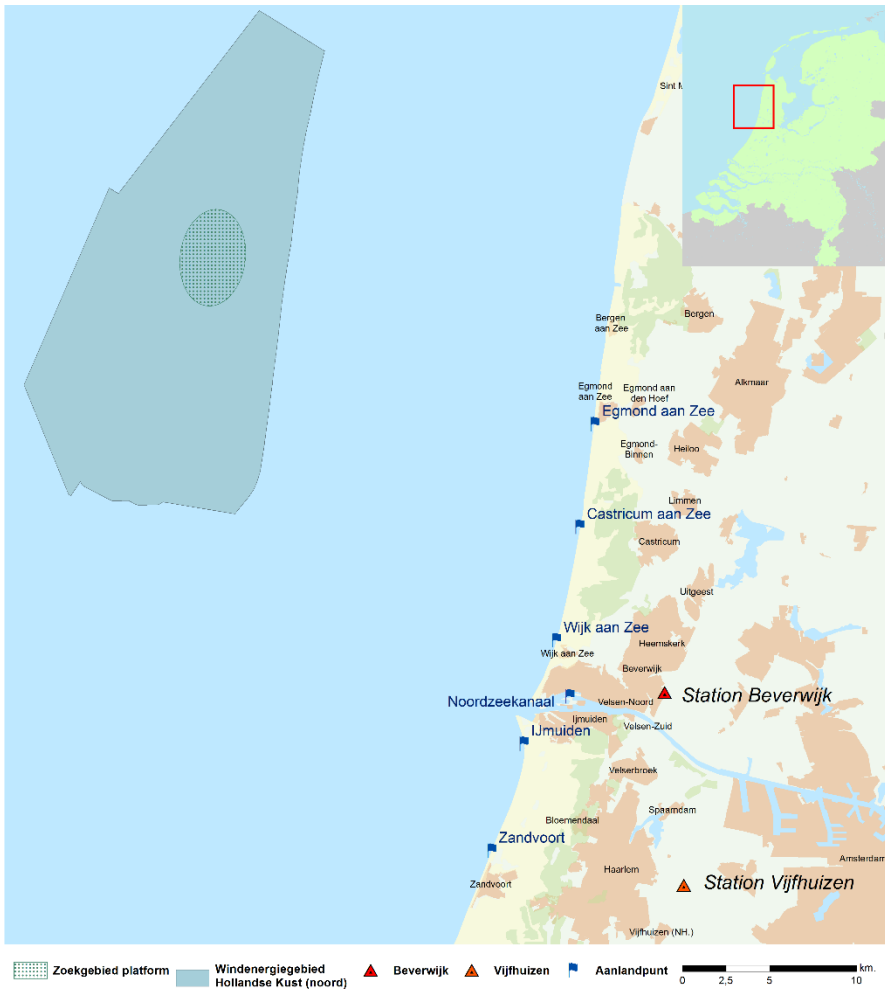 Sint M
Bergen
aan Zee
Bergen
Alkmaar
Egmond
aan Zee
Egmond aan
den Hoef
Egmond aan Zee
Egmond-
Binnen
Heiloo
Limmen
Castricum aan Zee
Castricum
Uitgeest
Wijk aan Zee
Heemskerk
Wijk aan Zee
Beverwijk
Noordzeekanaal
Velsen-Noord
Station Beverwijk
Ijmuiden
Velsen-Zuid
IJmuiden
Velserbroek
Spaarndam
Bloemendaal
Zandvoort
Amsterdam
Haarlem
Zandvoort
Station Vijfhuizen
Vijfhuizen (NH.)
Zoekgebied platform
Windenergiegebied
Hollandse Kust (noord)
Beverwijk
Vijfhuizen
Aanlandpunt
km.
0 2,5 5 10